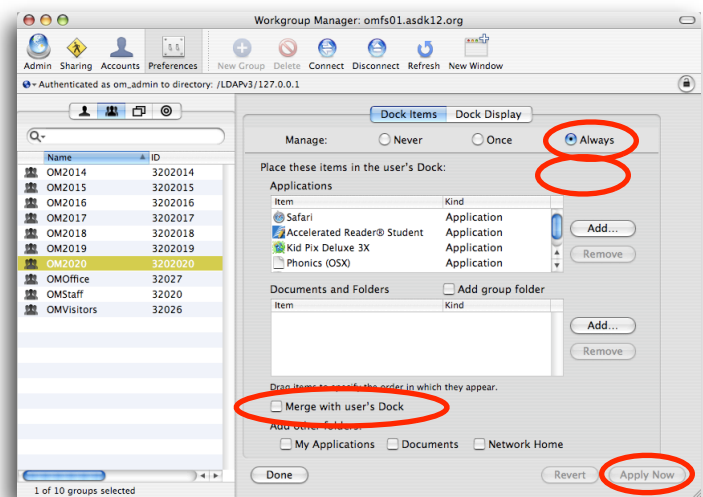 Workgroup Manager: omfs01.asdk12.org
Admin Sharing Accounts Preferences New Group Delete Connect Disconnect Refresh New Window
Authenticated as om_admin to directory: /LDAPv3/127.0.0.1
Dock Items Dock Display
Manage: Never Once Always
Name ID
OM2014 3202014
OM2015 3202015
OM2016 3202016
OM2017 3202017
OM2018 3202018
OM2019 3202019
OM2020 3202020
OMOffice 32027
OMStaff 32020
OMVisitors 32026
1 of 10 groups selected
Place these items in the user's Dock:
Applications
Item Kind
Safari Application
Accelerated Reader® Student Application
Kid Pix Deluxe 3X Application
Phonics (OSX) Application
Add...
Remove
Documents and Folders Add group folder
Item Kind
Add...
Remove
Drag items to specify the order in which they appear.
Merge with user's Dock
Add other folders:
My Applications Documents Network Home
Done Revert Apply Now